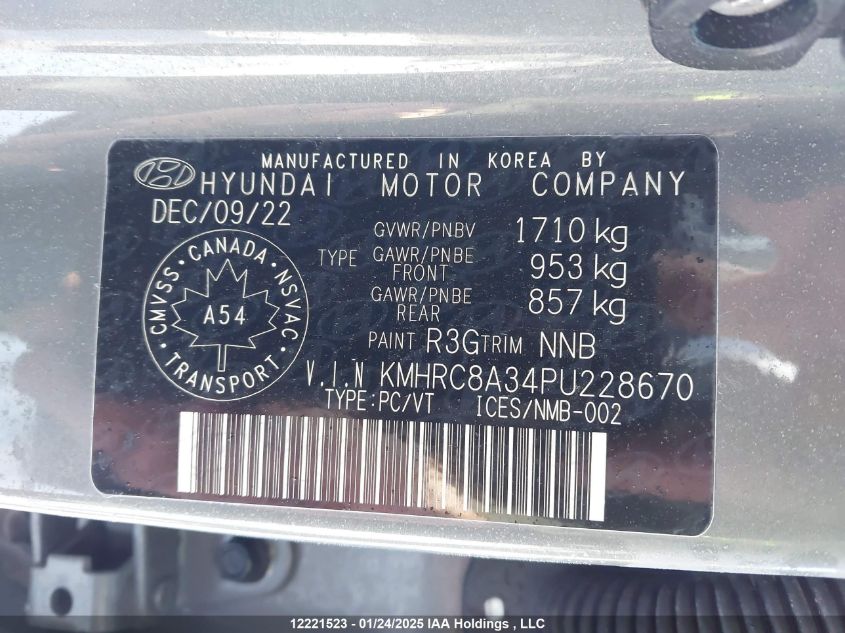 MANUFACTURED IN KOREA BY
HYUNDAI MOTOR COMPANY
DEC/09/22
GVWR/PNBV 1710 kg
TYPE GAWR/PNBE FRONT 953 kg
GAWR/PNBE REAR 857 kg
CMVSS • CANADA • NSVAC • TRANSPORT •
A54
PAINT R3G TRIM NNB
V.I.N KMHRC8A34PU228670
TYPE:PC/VT ICES/NMB-002
12221523 - 01/24/2025 IAA Holdings , LLC